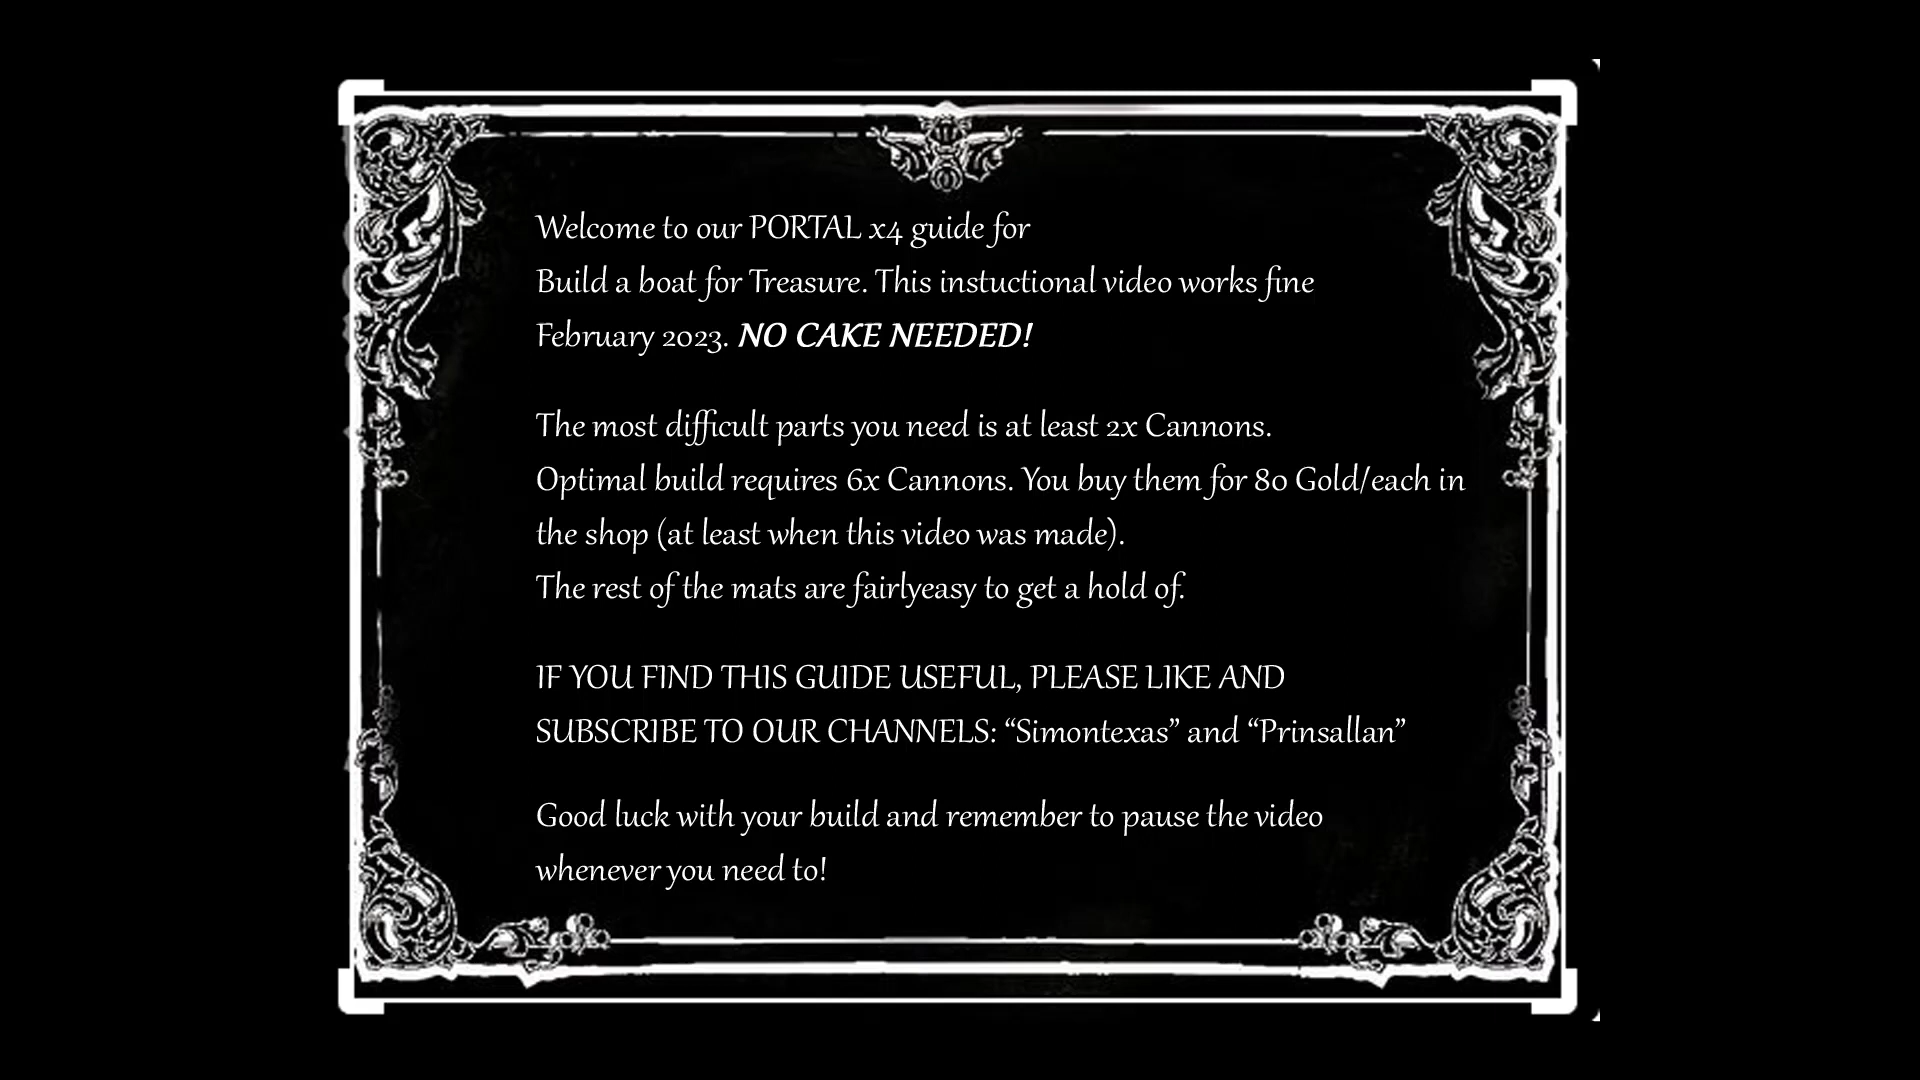 Welcome to our PORTAL x4 guide for
Build a boat for Treasure. This instuctional video works fine
February 2023. NO CAKE NEEDED!
The most difficult parts you need is at least 2x Cannons.
Optimal build requires 6x Cannons. You buy them for 80 Gold/each in
the shop (at least when this video was made).
The rest of the mats are fairlyeasy to get a hold of.
IF YOU FIND THIS GUIDE USEFUL, PLEASE LIKE AND
SUBSCRIBE TO OUR CHANNELS: “Simontexas” and “Prinsallan”
Good luck with your build and remember to pause the video
whenever you need to!